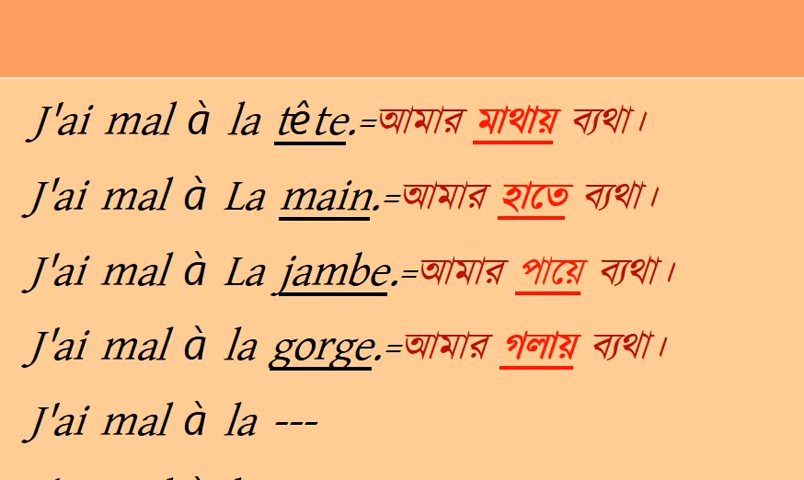 J'ai mal à la tête.=আমার মাথায় ব্যথা।
J'ai mal à La main.=আমার হাতে ব্যথা।
J'ai mal à La jambe.=আমার পায়ে ব্যথা।
J'ai mal à la gorge.=আমার গলায় ব্যথা।
J'ai mal à la ---